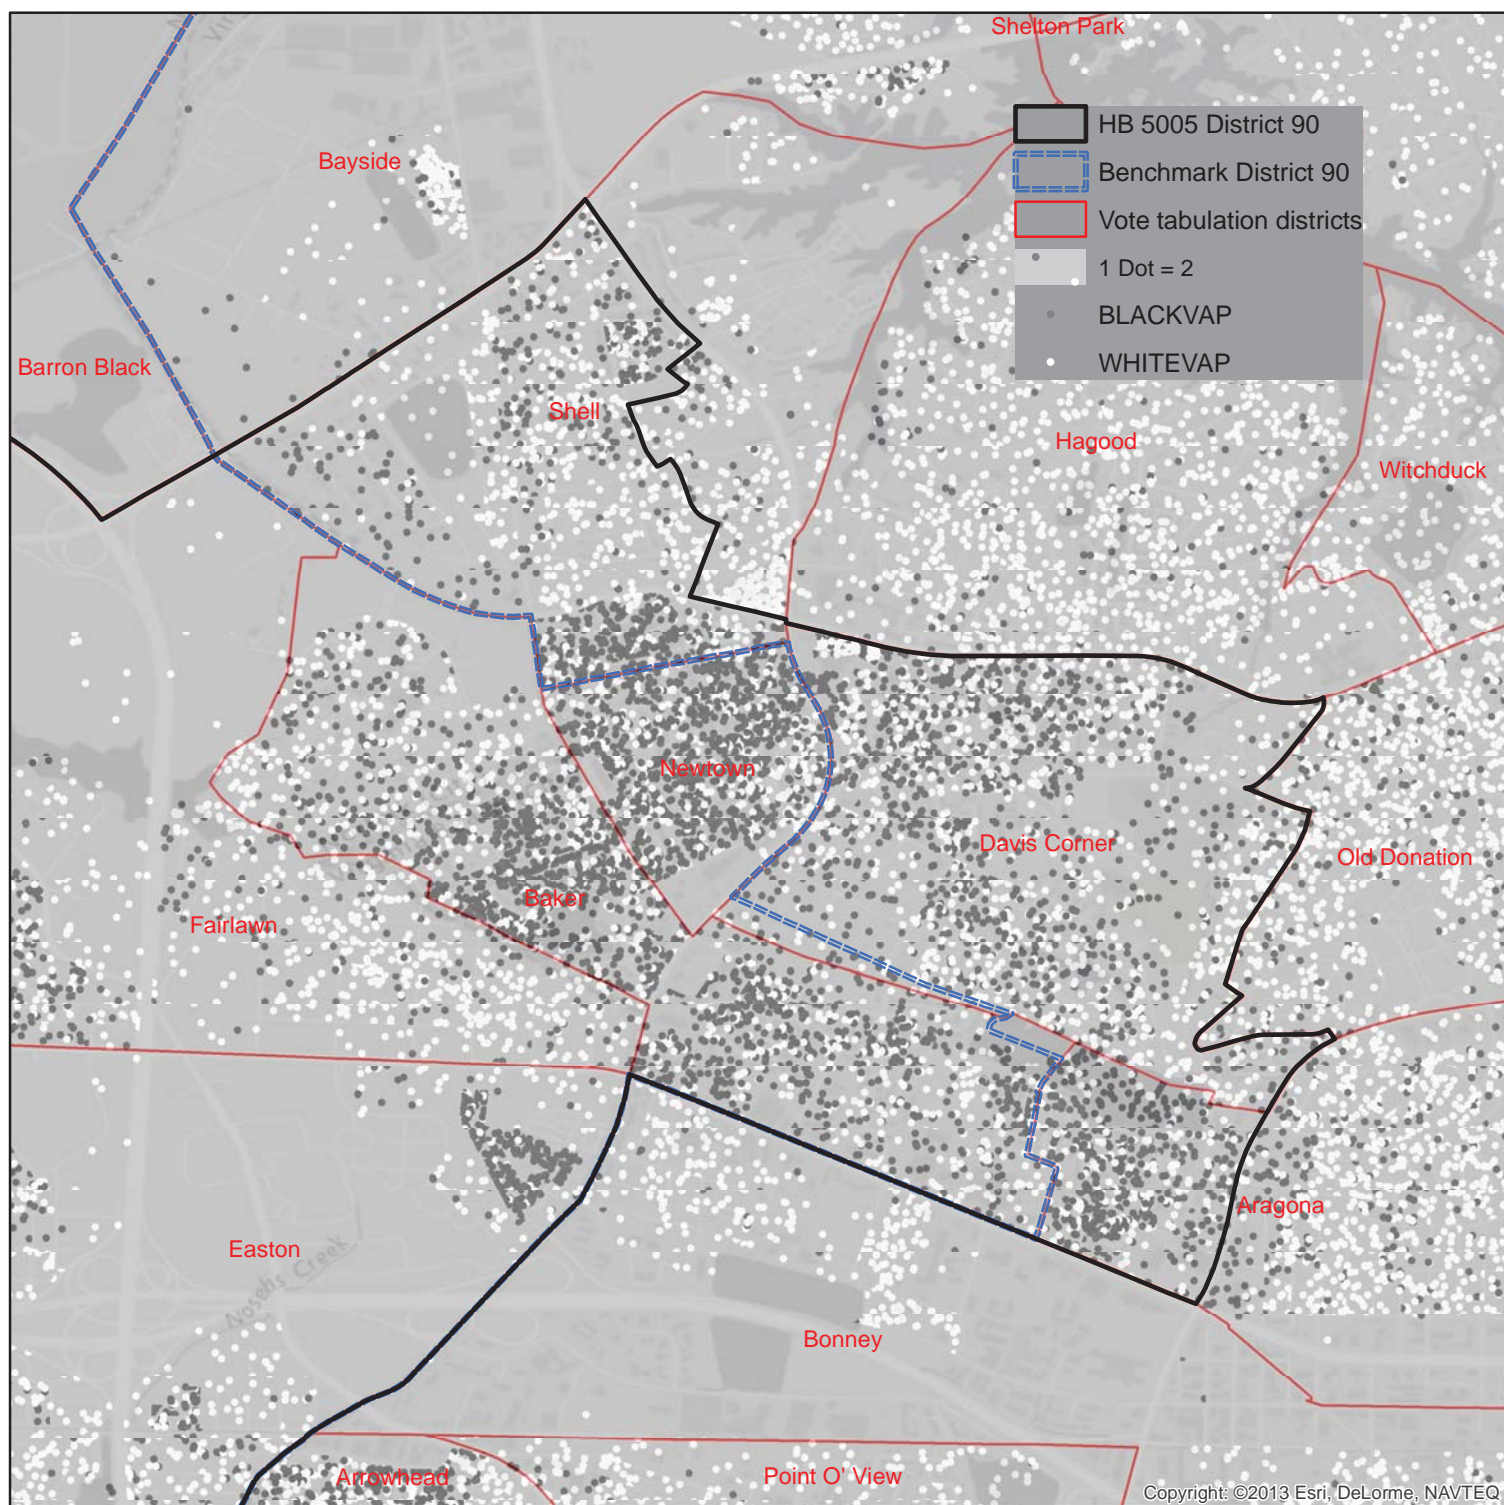 Shelton Park
HB 5005 District 90
Benchmark District 90
Vote tabulation districts
1 Dot = 2
BLACKVAP
WHITEVAP
Bayside
Barron Black
Shell
Hagood
Witchduck
Newtown
Davis Corner
Old Donation
Baker
Fairlawn
Aragona
Easton
Nosehs Creek
Bonney
Arrowhead
Point O' View
Copyright: ©2013 Esri, DeLorme, NAVTEQ